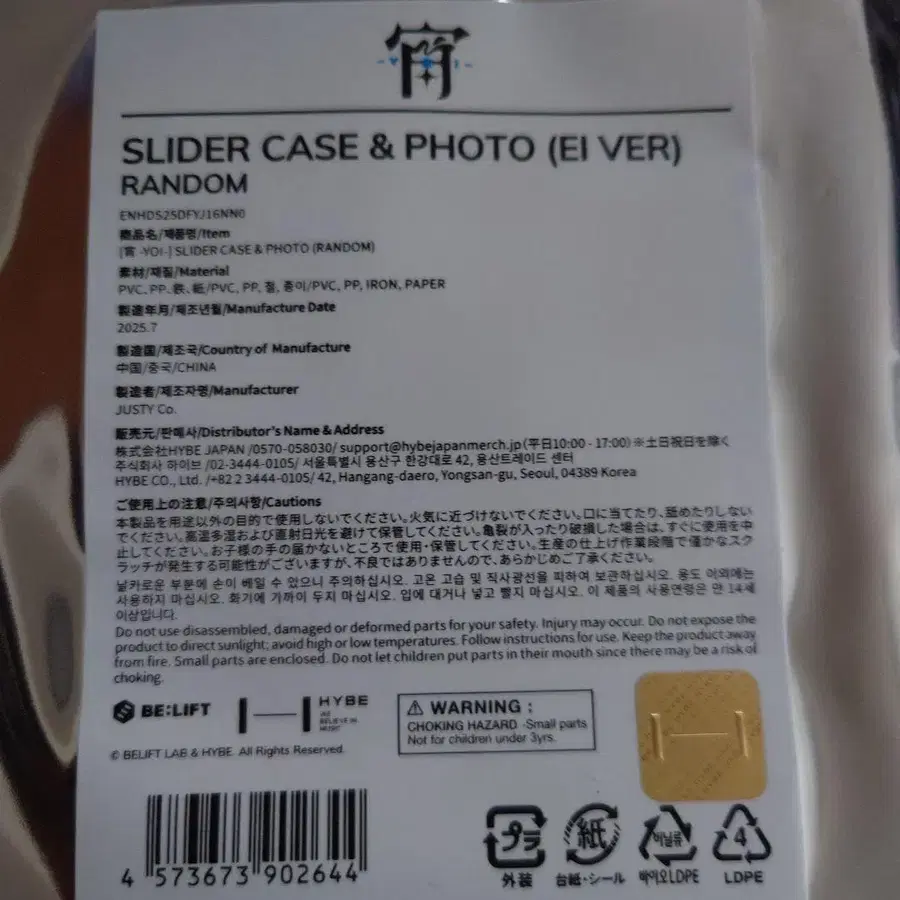 宵
SLIDER CASE & PHOTO (EI VER)
RANDOM
ENHDS25DFYJ16NN0
商品名/제품명/Item
[宵 -YOI-] SLIDER CASE & PHOTO (RANDOM)
素材/재질/Material
PVC、PP、鉄、紙/PVC, PP, 철, 종이/PVC, PP, IRON, PAPER
製造年月/제조년월/Manufacture Date
2025.7
製造国/제조국/Country of Manufacture
中国/중국/CHINA
製造者/제조자명/Manufacturer
JUSTY Co.
販売元/판매사/Distributor's Name & Address
株式会社HYBE JAPAN /0570-058030/ support@hybejapanmerch.jp (平日10:00 - 17:00)※土日祝日を除く
주식회사 하이브 /02-3444-0105/ 서울특별시 용산구 한강대로 42, 용산트레이드 센터
HYBE CO., Ltd. /+82 2 3444-0105/ 42, Hangang-daero, Yongsan-gu, Seoul, 04389 Korea
ご使用上の注意/주의사항/Cautions
本製品を用途以外の目的で使用しないでください。火気に近づけないでください。口に当てたり、舐めたりしない
でください。高温多湿および直射日光を避けて保管してください。亀裂が入ったり破損した場合は、すぐに使用を中
止してください。お子様の手の届かないところで使用・保管してください。生産の仕上げ作業段階で僅かなスク
ラッチが発生する可能性がございますが、不良ではありませんので、あらかじめご了承ください。
날카로운 부분에 손이 베일 수 있으니 주의하십시오. 고온 고습 및 직사광선을 피하여 보관하십시오. 용도 이외에는
사용하지 마십시오. 화기에 가까이 두지 마십시오. 입에 대거나 넣고 빨지 마십시오. 이 제품의 사용연령은 만 14세
이상입니다.
Do not use disassembled, damaged or deformed parts for your safety. Injury may occur. Do not expose the
product to direct sunlight; avoid high or low temperatures. Follow instructions for use. Keep the product away
from fire. Small parts are enclosed. Do not let children put parts in their mouth since there may be a risk of
choking.
BE:LIFT
HYBE
WE
BELIEVE IN
MUSIC
⚠ WARNING :
CHOKING HAZARD -Small parts
Not for children under 3yrs.
© BELIFT LAB & HYBE. All Rights Reserved.
4 573673 902644
プラ
外装
紙
台紙・シール
비닐류
바이오LDPE
4
LDPE